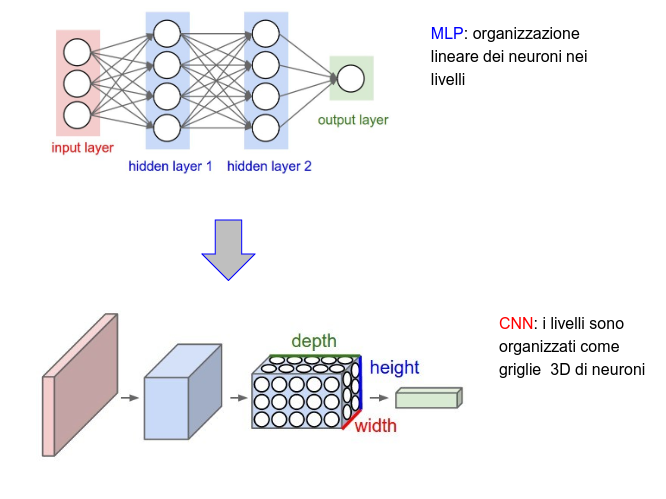 MLP: organizzazione
lineare dei neuroni nei
livelli
input layer
hidden layer 1
hidden layer 2
output layer
CNN: i livelli sono
organizzati come
griglie  3D di neuroni
depth
height
width